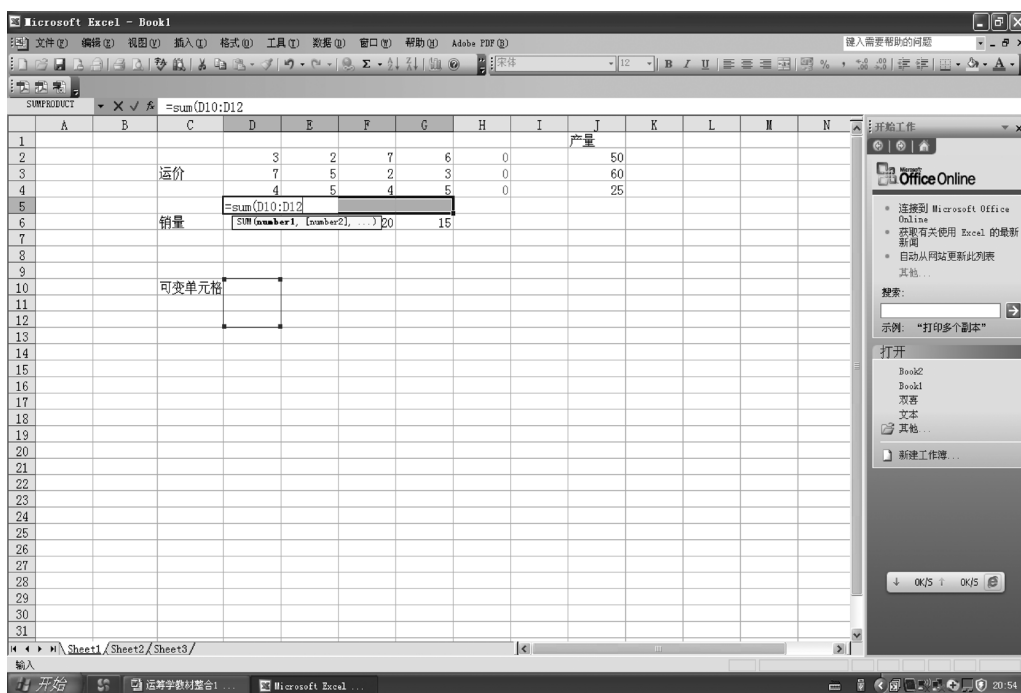 Microsoft Excel - Book1
文件(F) 编辑(E) 视图(V) 插入(I) 格式(O) 工具(T) 数据(D) 窗口(W) 帮助(H) Adobe PDF(B) 键入需要帮助的问题
宋体 12 B I U
SUMPRODUCT =sum(D10:D12
A B C D E F G H I J K L M N
1 产量
2 3 2 7 6 0 50
3 运价 7 5 2 3 0 60
4 4 5 4 5 0 25
5 =sum(D10:D12
6 销量 SUM(number1, [number2], ...) 20 15
7
8
9
10 可变单元格
11
12
13
14
15
16
17
18
19
20
21
22
23
24
25
26
27
28
29
30
31
Sheet1 Sheet2 Sheet3
输入
开始工作
Microsoft
Office Online
连接到 Microsoft Office
Online
获取有关使用 Excel 的最新
新闻
自动从网站更新此列表
其他...
搜索:
示例: “打印多个副本”
打开
Book2
Book1
双喜
文本
其他...
新建工作簿...
0K/S 0K/S
开始 运筹学教材整合1 ... Microsoft Excel ... 20:54